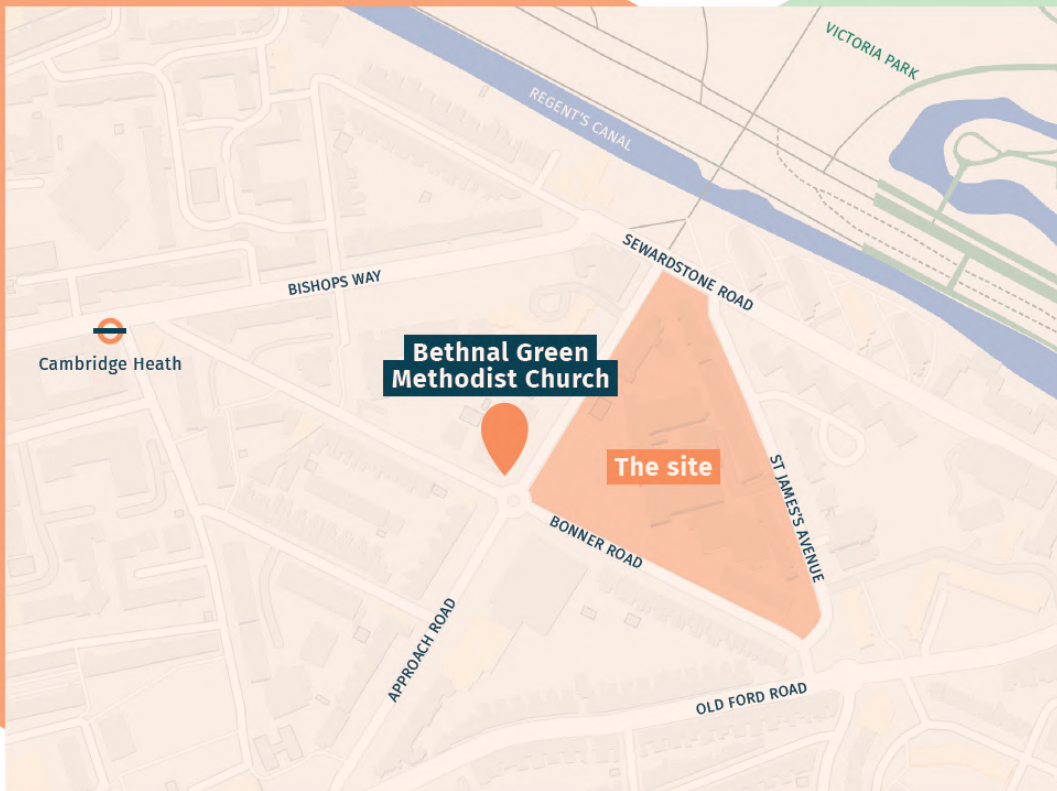 VICTORIA PARK
REGENT'S CANAL
SEWARDSTONE ROAD
BISHOPS WAY
Cambridge Heath
Bethnal Green
Methodist Church
The site
ST JAMES'S AVENUE
BONNER ROAD
APPROACH ROAD
OLD FORD ROAD